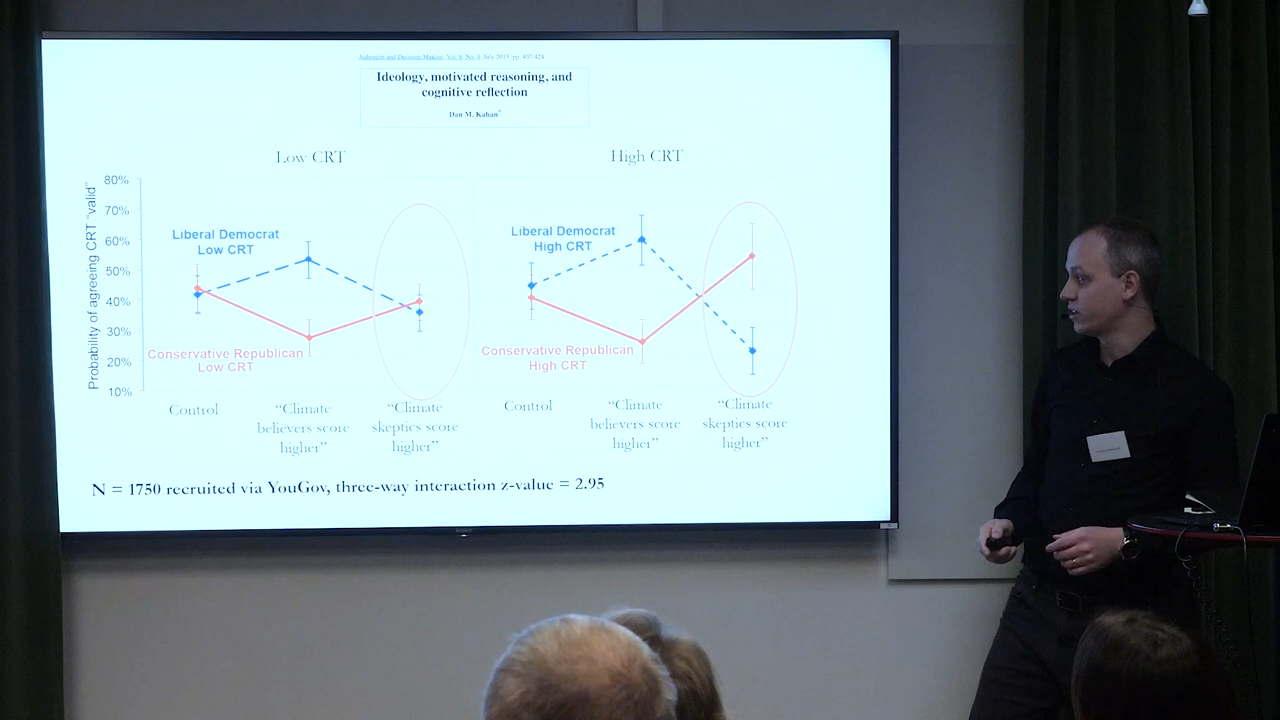 Judgment and Decision Making, Vol. 8, No. 4, July 2013, pp. 407-424
Ideology, motivated reasoning, and
cognitive reflection
Dan M. Kahan*
Low CRT
High CRT
Probability of agreeing CRT “valid”
80%
70%
60%
50%
40%
30%
20%
10%
Liberal Democrat
Low CRT
Conservative Republican
Low CRT
Liberal Democrat
High CRT
Conservative Republican
High CRT
Control
“Climate
believers score
higher”
“Climate
skeptics score
higher”
Control
“Climate
believers score
higher”
“Climate
skeptics score
higher”
N = 1750 recruited via YouGov, three-way interaction z-value = 2.95
SONY